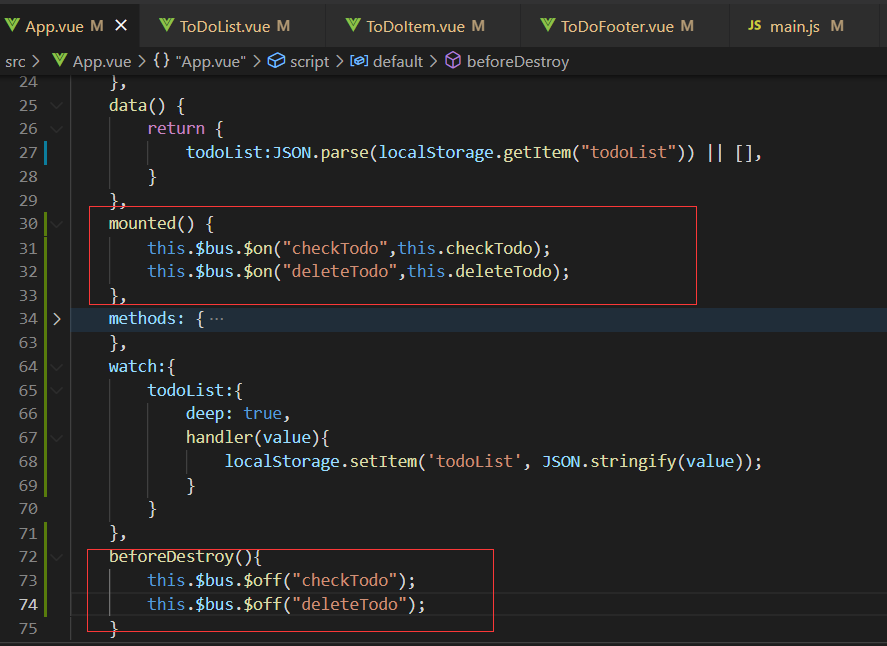 App.vue M ToDoList.vue M ToDoItem.vue M ToDoFooter.vue M JS main.js M
src > App.vue > {} "App.vue" > script > default > beforeDestroy
24 },
25 data() {
26 return {
27 todoList:JSON.parse(localStorage.getItem("todoList")) || [],
28 }
29 },
30 mounted() {
31 this.$bus.$on("checkTodo",this.checkTodo);
32 this.$bus.$on("deleteTodo",this.deleteTodo);
33 },
34 methods: { ···
63 },
64 watch:{
65 todoList:{
66 deep: true,
67 handler(value){
68 localStorage.setItem('todoList', JSON.stringify(value));
69 }
70 }
71 },
72 beforeDestroy(){
73 this.$bus.$off("checkTodo");
74 this.$bus.$off("deleteTodo");
75 }